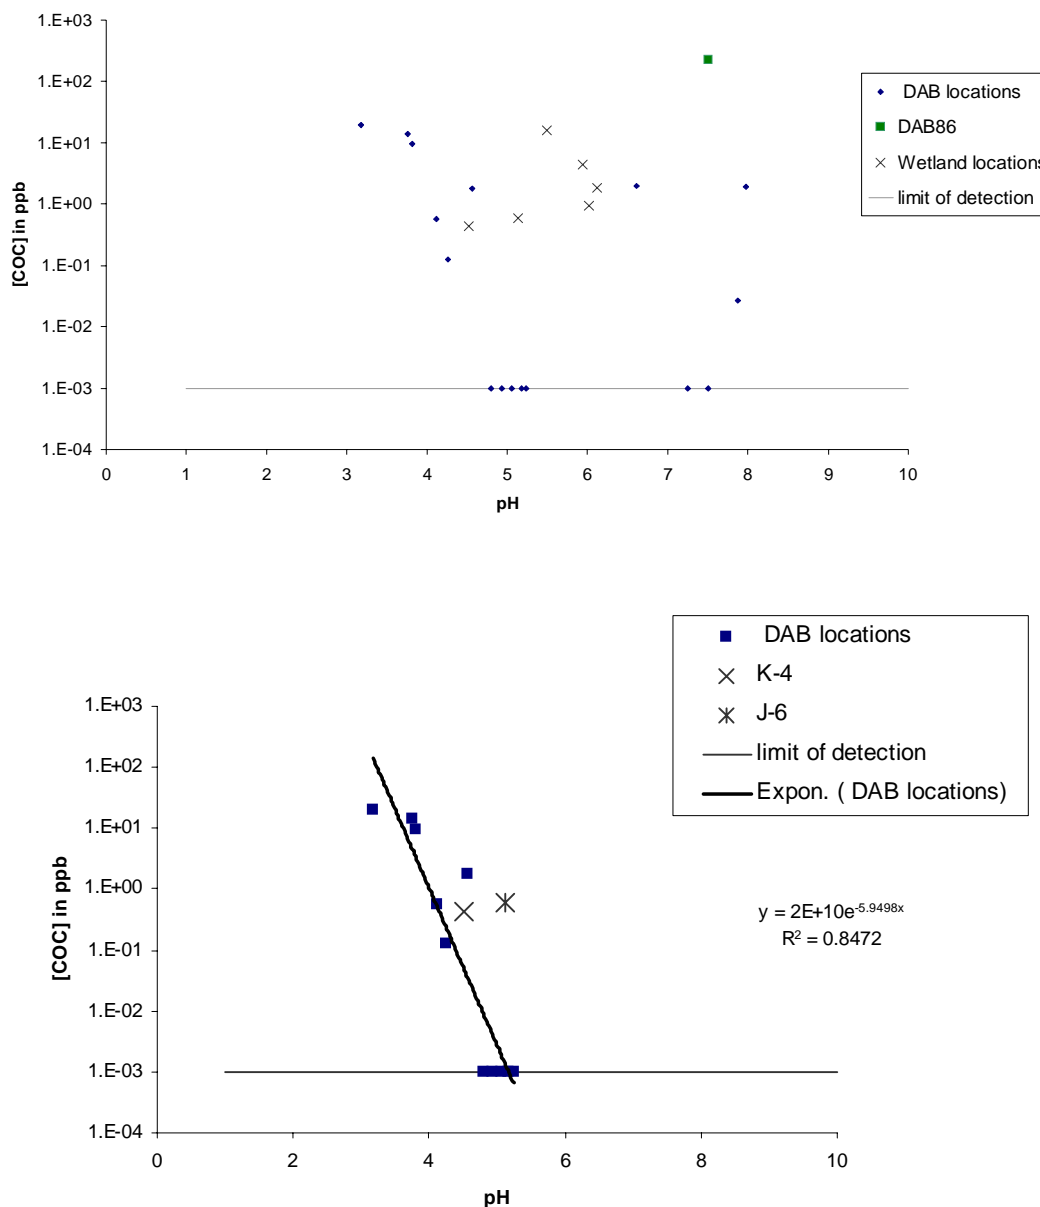 1.E+03
1.E+02
1.E+01
1.E+00
1.E-01
1.E-02
1.E-03
1.E-04
[COC] in ppb
0 1 2 3 4 5 6 7 8 9 10
pH
DAB locations
DAB86
Wetland locations
limit of detection
DAB locations
K-4
J-6
limit of detection
Expon. ( DAB locations)
1.E+03
1.E+02
1.E+01
1.E+00
1.E-01
1.E-02
1.E-03
1.E-04
[COC] in ppb
y = 2E+10e^-5.9498x
R² = 0.8472
0 2 4 6 8 10
pH